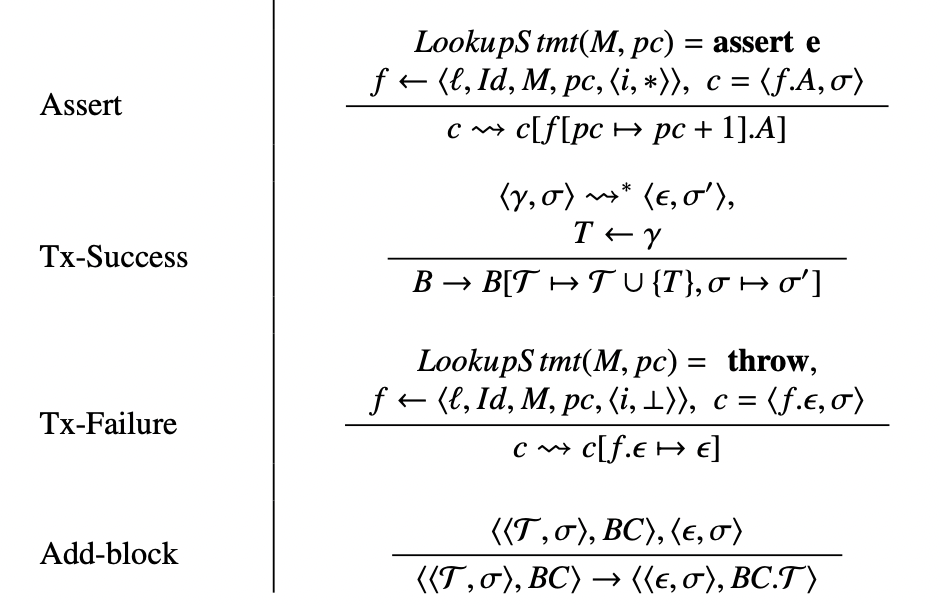 LookupStmt(M, pc) = assert e
Assert
f ← ⟨ℓ, Id, M, pc, ⟨i, *⟩⟩, c = ⟨f.A, σ⟩
c ⇝ c[f[pc ↦ pc + 1].A]
⟨γ, σ⟩ ⇝* ⟨ϵ, σ′⟩,
Tx-Success
T ← γ
B → B[𝒯 ↦ 𝒯 ∪ {T}, σ ↦ σ′]
LookupStmt(M, pc) = throw,
Tx-Failure
f ← ⟨ℓ, Id, M, pc, ⟨i, ⊥⟩⟩, c = ⟨f.ϵ, σ⟩
c ⇝ c[f.ϵ ↦ ϵ]
⟨⟨𝒯, σ⟩, BC⟩, ⟨ϵ, σ⟩
Add-block
⟨⟨𝒯, σ⟩, BC⟩ → ⟨⟨ϵ, σ⟩, BC.𝒯⟩